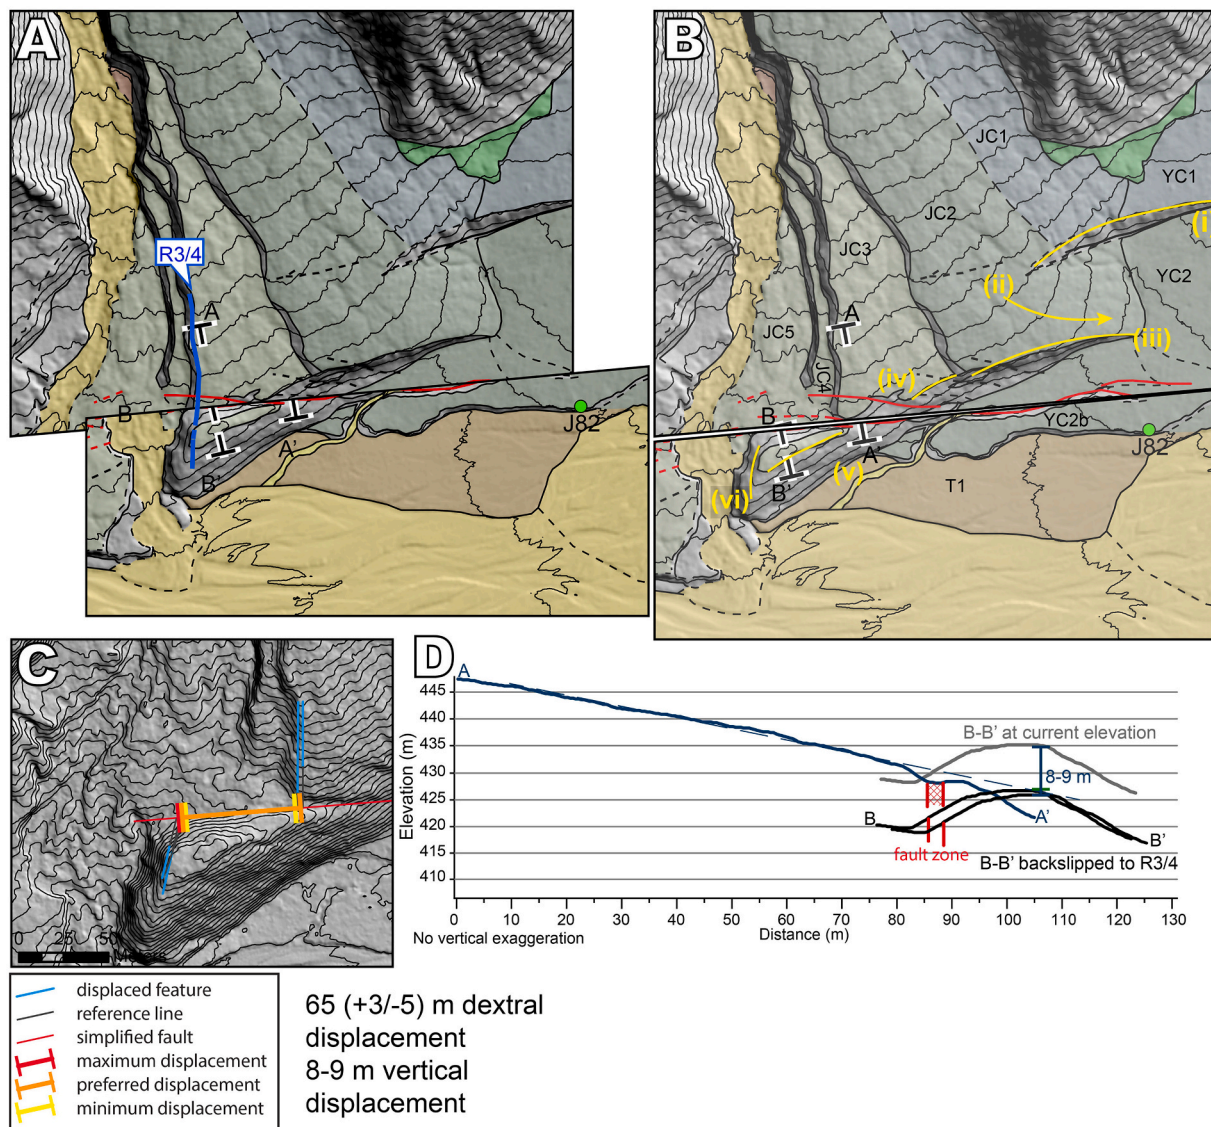 A
R3/4
A
B
A'
B'
J82
B
JC1
YC1
(i
JC2
YC2
JC3
(ii)
A
(iii)
JC5
JC4
(iv)
B
YC2b
J82
A'
(v)
B'
T1
(vi)
C
0 25 50
Meters
D
A
445
440
435
430
425
420
415
410
Elevation (m)
B-B' at current elevation
8-9 m
B
A'
B'
fault zone
B-B' backslipped to R3/4
0 10 20 30 40 50 60 70 80 90 100 110 120 130
No vertical exaggeration
Distance (m)
displaced feature
reference line
simplified fault
maximum displacement
preferred displacement
minimum displacement
65 (+3/-5) m dextral
displacement
8-9 m vertical
displacement